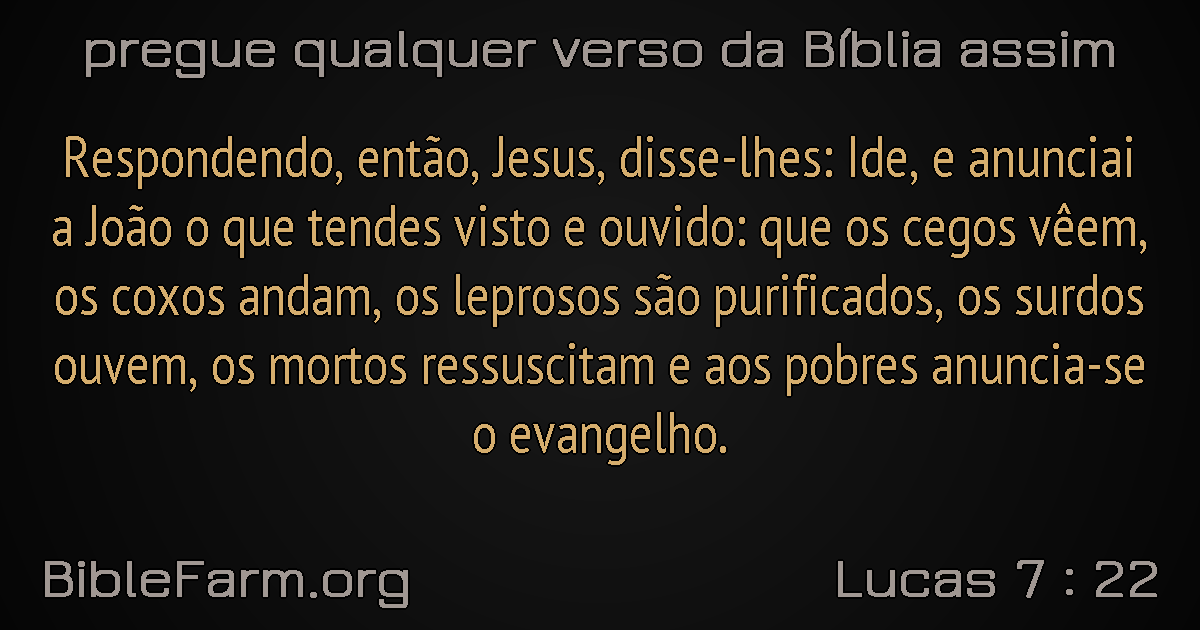 pregue qualquer verso da Bíblia assim
Respondendo, então, Jesus, disse-lhes: Ide, e anunciai
a João o que tendes visto e ouvido: que os cegos vêem,
os coxos andam, os leprosos são purificados, os surdos
ouvem, os mortos ressuscitam e aos pobres anuncia-se
o evangelho.
BibleFarm.org
Lucas 7 : 22